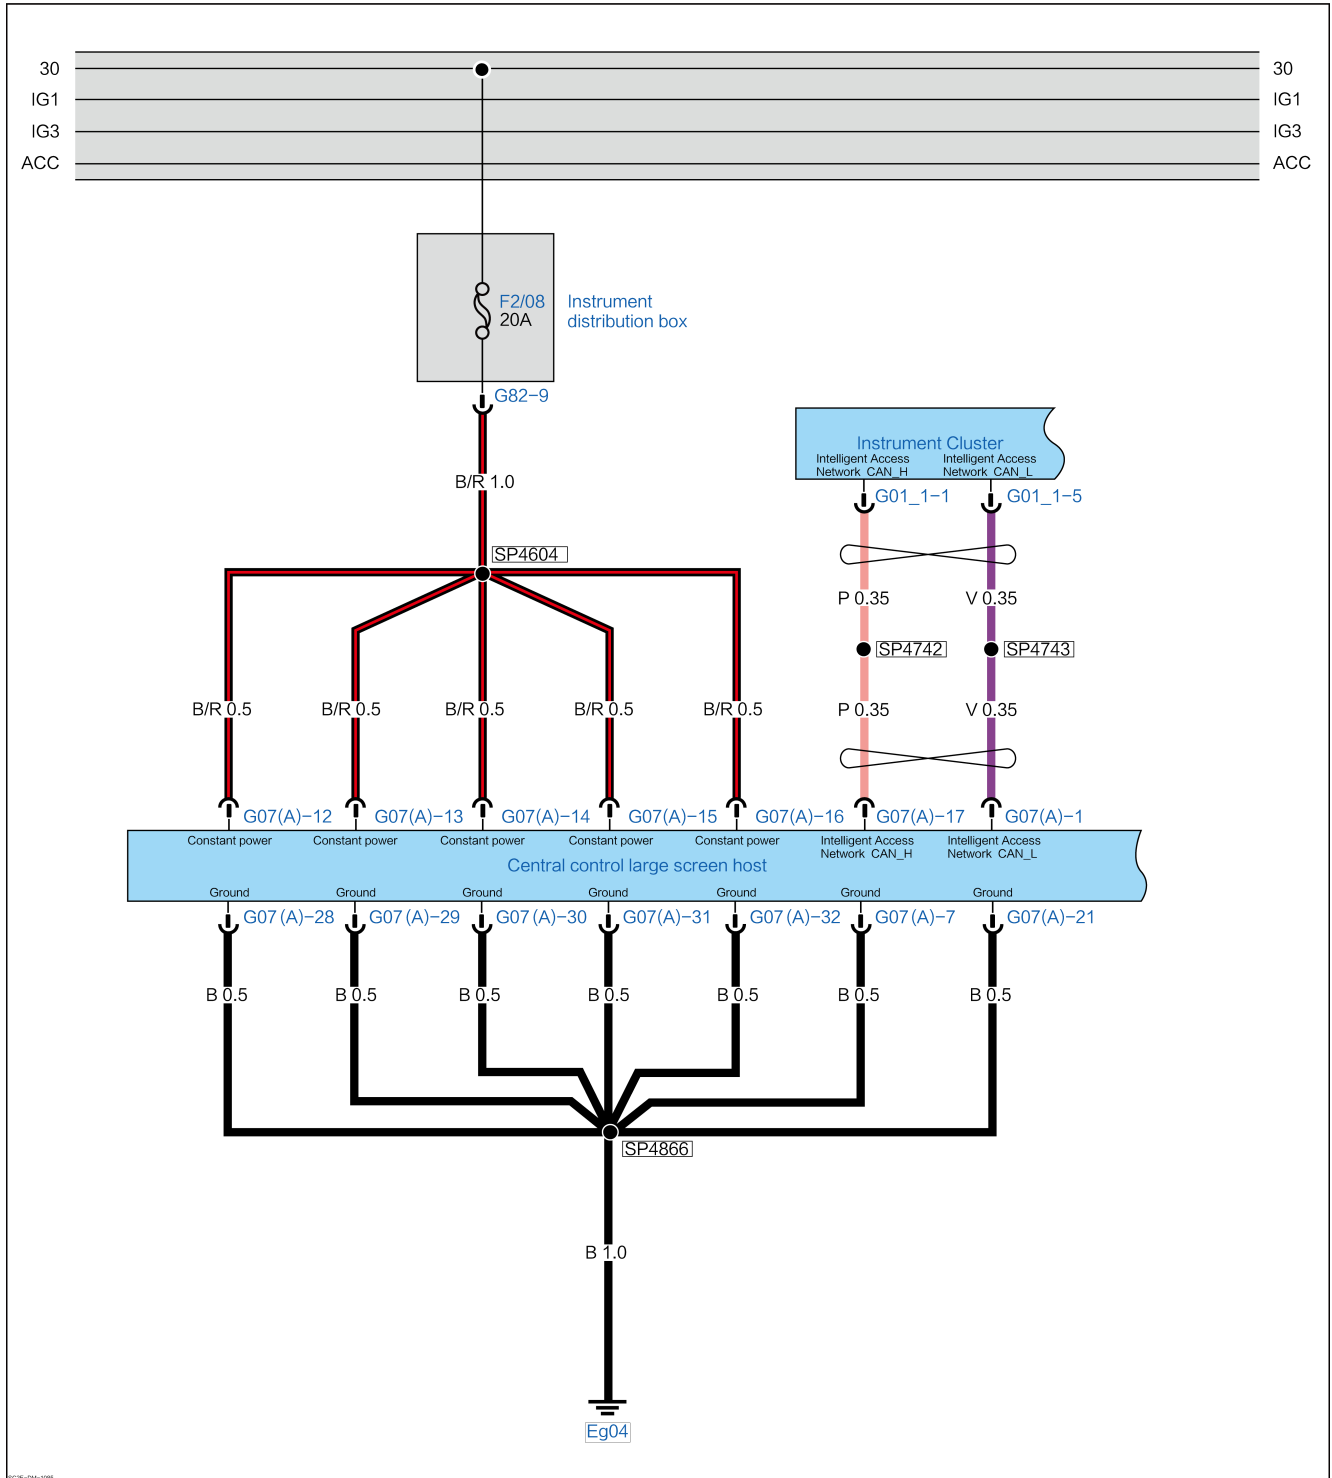 30 30
IG1 IG1
IG3 IG3
ACC ACC
F2/08
20A
Instrument
distribution box
G82-9
B/R 1.0
Instrument Cluster
Intelligent Access
Network CAN_H
Intelligent Access
Network CAN_L
G01_1-1 G01_1-5
SP4604
P 0.35 V 0.35
SP4742 SP4743
B/R 0.5 B/R 0.5 B/R 0.5 B/R 0.5 B/R 0.5 P 0.35 V 0.35
G07(A)-12 G07(A)-13 G07(A)-14 G07(A)-15 G07(A)-16 G07(A)-17 G07(A)-1
Constant power Constant power Constant power Constant power Constant power
Intelligent Access
Network CAN_H
Intelligent Access
Network CAN_L
Central control large screen host
Ground Ground Ground Ground Ground Ground Ground
G07(A)-28 G07(A)-29 G07(A)-30 G07(A)-31 G07(A)-32 G07(A)-7 G07(A)-21
B 0.5 B 0.5 B 0.5 B 0.5 B 0.5 B 0.5 B 0.5
SP4866
B 1.0
Eg04